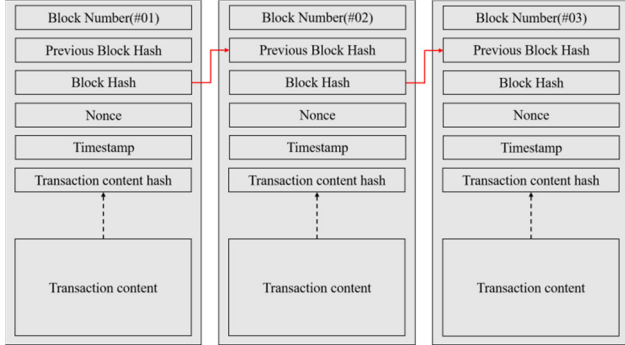 Block Number(#01)
Previous Block Hash
Block Hash
Nonce
Timestamp
Transaction content hash
Transaction content
Block Number(#02)
Previous Block Hash
Block Hash
Nonce
Timestamp
Transaction content hash
Transaction content
Block Number(#03)
Previous Block Hash
Block Hash
Nonce
Timestamp
Transaction content hash
Transaction content